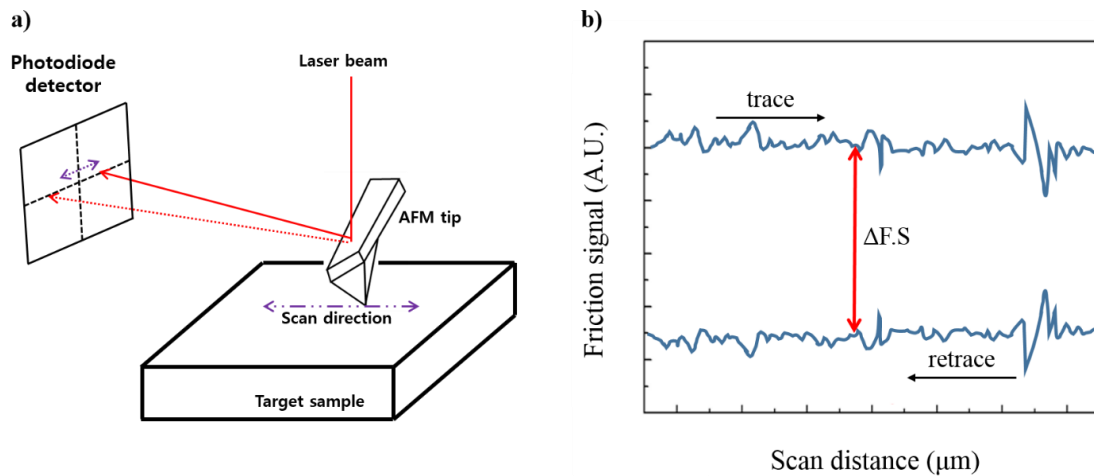 a)
Photodiode
detector
Laser beam
AFM tip
Scan direction
Target sample
b)
Friction signal (A.U.)
trace
ΔF.S
retrace
Scan distance (μm)